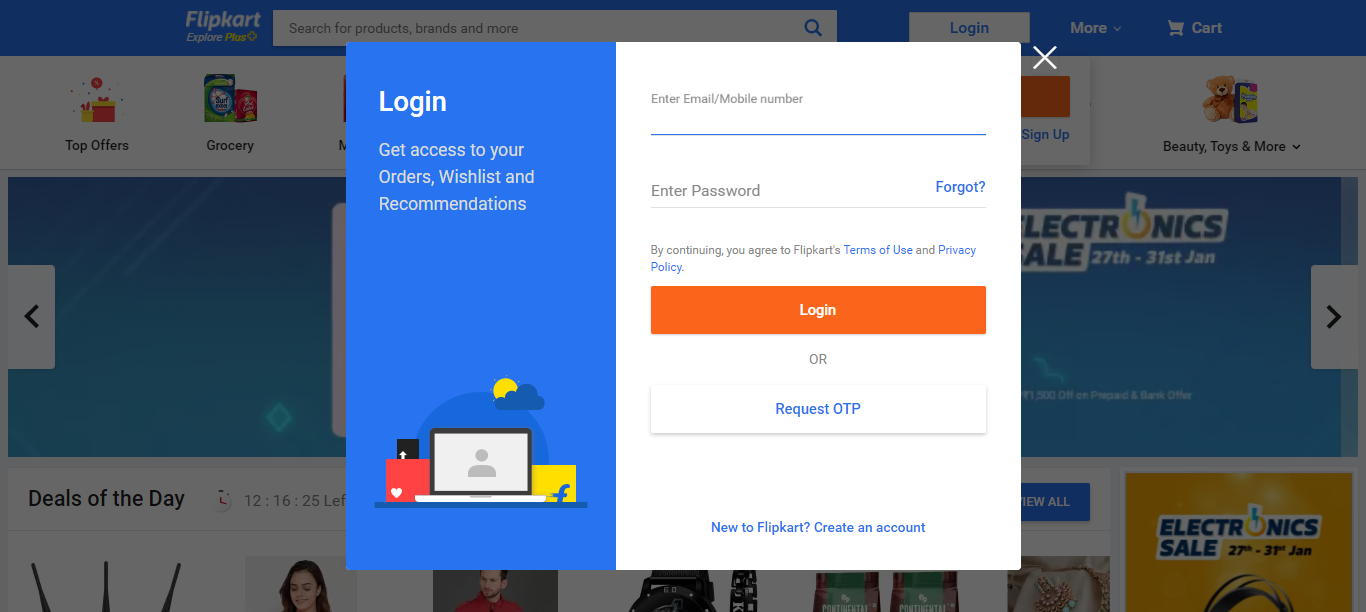 Flipkart
Explore Plus
Search for products, brands and more
Login
More
Cart
Top Offers
Grocery
M
Sign Up
Beauty, Toys & More
Login
Get access to your
Orders, Wishlist and
Recommendations
Enter Email/Mobile number
Enter Password
Forgot?
By continuing, you agree to Flipkart's Terms of Use and Privacy
Policy.
Login
OR
Request OTP
New to Flipkart? Create an account
ELECTRONICS
SALE 27th - 31st Jan
₹1,500 Off on Prepaid & Bank Offer
Deals of the Day
12 : 16 : 25 Lef
VIEW ALL
ELECTRONICS
SALE 27th - 31st Jan
CONTINENTAL
CONTINENTAL